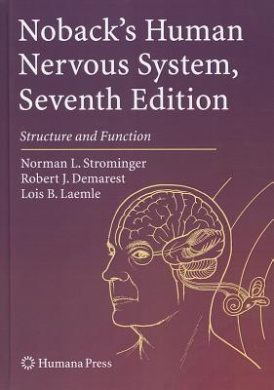 Noback's Human
Nervous System,
Seventh Edition
Structure and Function
Norman L. Strominger
Robert J. Demarest
Lois B. Laemle
Humana Press